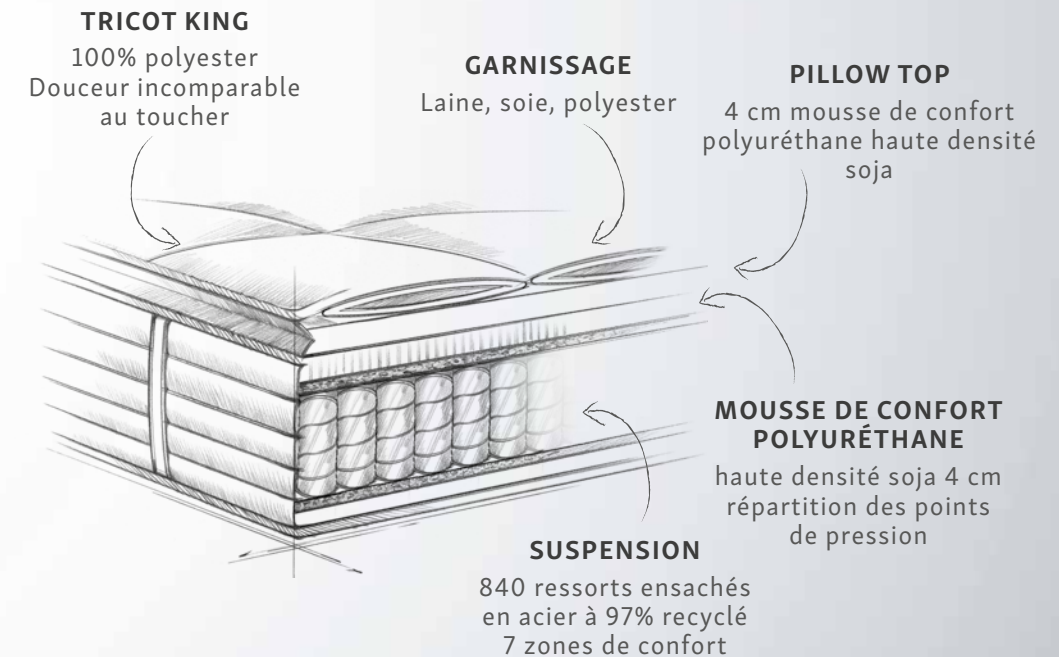 TRICOT KING
100% polyester
Douceur incomparable
au toucher
GARNISSAGE
Laine, soie, polyester
PILLOW TOP
4 cm mousse de confort
polyuréthane haute densité
soja
MOUSSE DE CONFORT
POLYURÉTHANE
haute densité soja 4 cm
répartition des points
de pression
SUSPENSION
840 ressorts ensachés
en acier à 97% recyclé
7 zones de confort